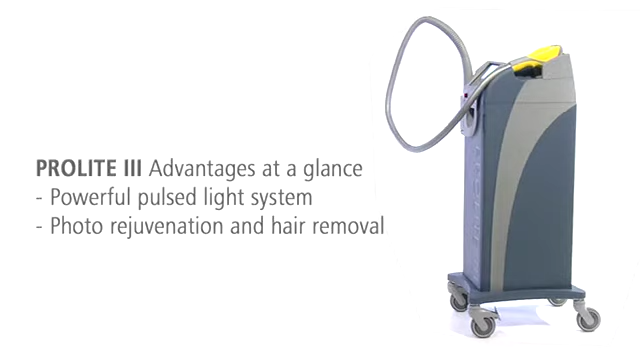 PROLITE III Advantages at a glance
- Powerful pulsed light system
- Photo rejuvenation and hair removal